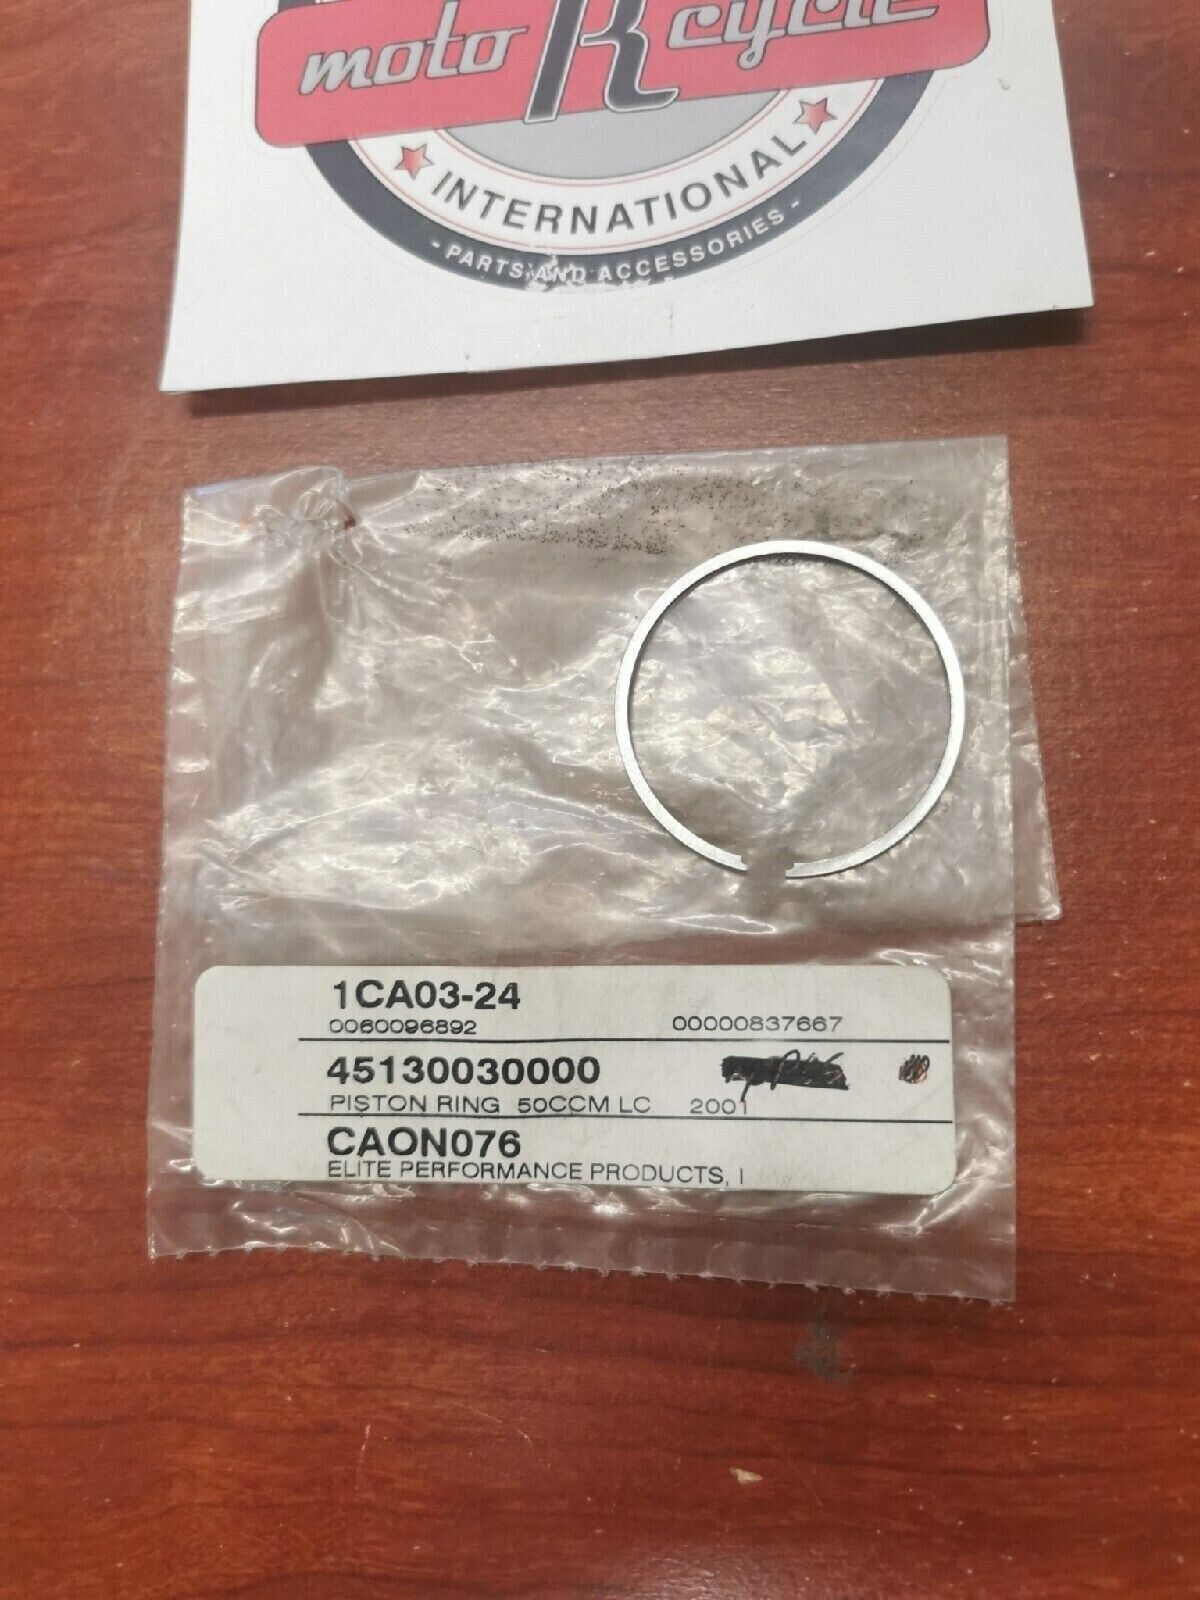 moto R cycle
INTERNATIONAL
- PARTS AND ACCESSORIES -
1CA03-24
0060096892 00000837667
45130030000
PISTON RING 50CCM LC 2001
CAON076
ELITE PERFORMANCE PRODUCTS, I